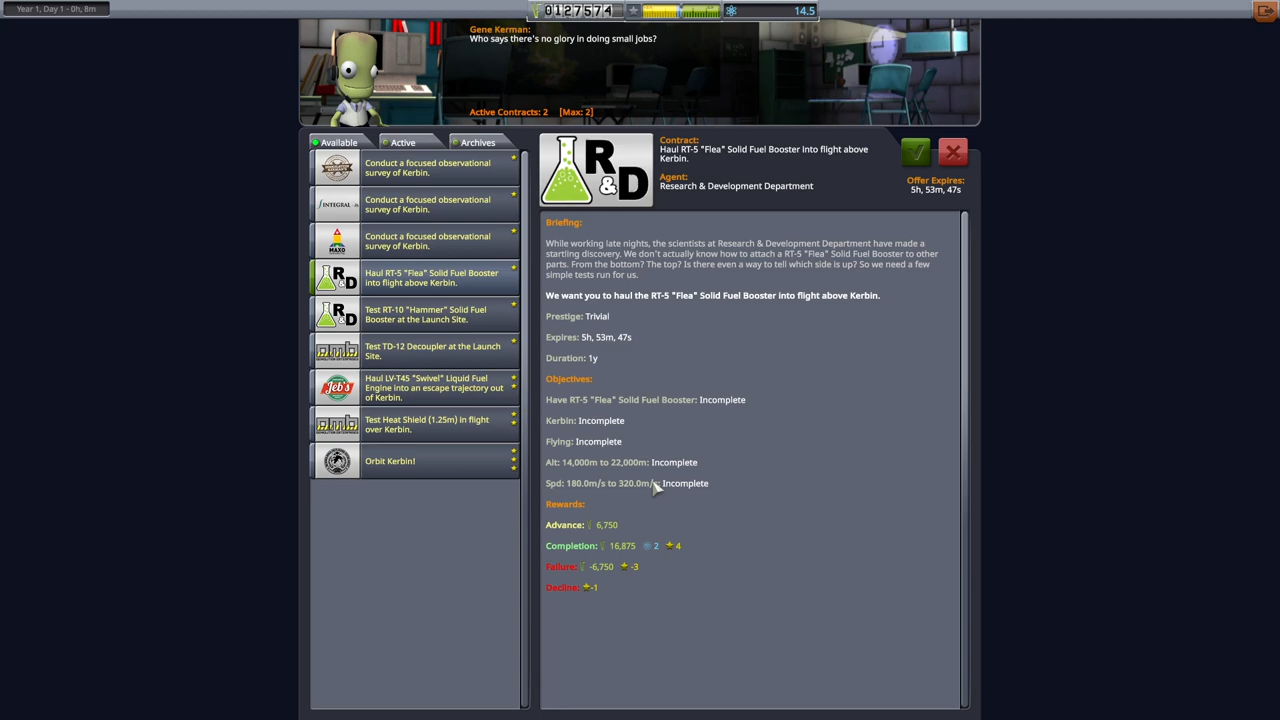 Year 1, Day 1 - 0h, 8m
0127574
14.5
Gene Kerman:
Who says there's no glory in doing small jobs?
Active Contracts: 2 [Max: 2]
Available
Active
Archives
Conduct a focused observational
survey of Kerbin.
INTEGRAL
Conduct a focused observational
survey of Kerbin.
MAXO
Conduct a focused observational
survey of Kerbin.
R&D
Haul RT-5 "Flea" Solid Fuel Booster
into flight above Kerbin.
R&D
Test RT-10 "Hammer" Solid Fuel
Booster at the Launch Site.
Test TD-12 Decoupler at the Launch
Site.
Jeb's
Haul LV-T45 "Swivel" Liquid Fuel
Engine into an escape trajectory out
of Kerbin.
Test Heat Shield (1.25m) in flight
over Kerbin.
Orbit Kerbin!
R&D
Contract:
Haul RT-5 "Flea" Solid Fuel Booster into flight above
Kerbin.
Agent:
Research & Development Department
Offer Expires:
5h, 53m, 47s
Briefing:
While working late nights, the scientists at Research & Development Department have made a
startling discovery. We don't actually know how to attach a RT-5 "Flea" Solid Fuel Booster to other
parts. From the bottom? The top? Is there even a way to tell which side is up? So we need a few
simple tests run for us.
We want you to haul the RT-5 "Flea" Solid Fuel Booster into flight above Kerbin.
Prestige: Trivial
Expires: 5h, 53m, 47s
Duration: 1y
Objectives:
Have RT-5 "Flea" Solid Fuel Booster: Incomplete
Kerbin: Incomplete
Flying: Incomplete
Alt: 14,000m to 22,000m: Incomplete
Spd: 180.0m/s to 320.0m/s: Incomplete
Rewards:
Advance: 6,750
Completion: 16,875 2 4
Failure: -6,750 -3
Decline: -1